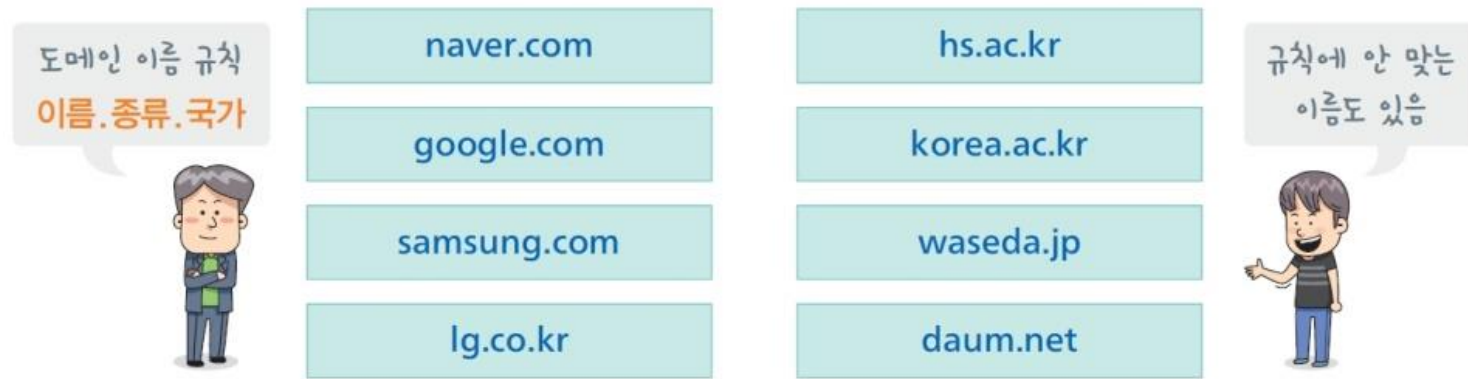 도메인 이름 규칙
이름.종류.국가
naver.com
google.com
samsung.com
lg.co.kr
hs.ac.kr
korea.ac.kr
waseda.jp
daum.net
규칙에 안 맞는
이름도 있음